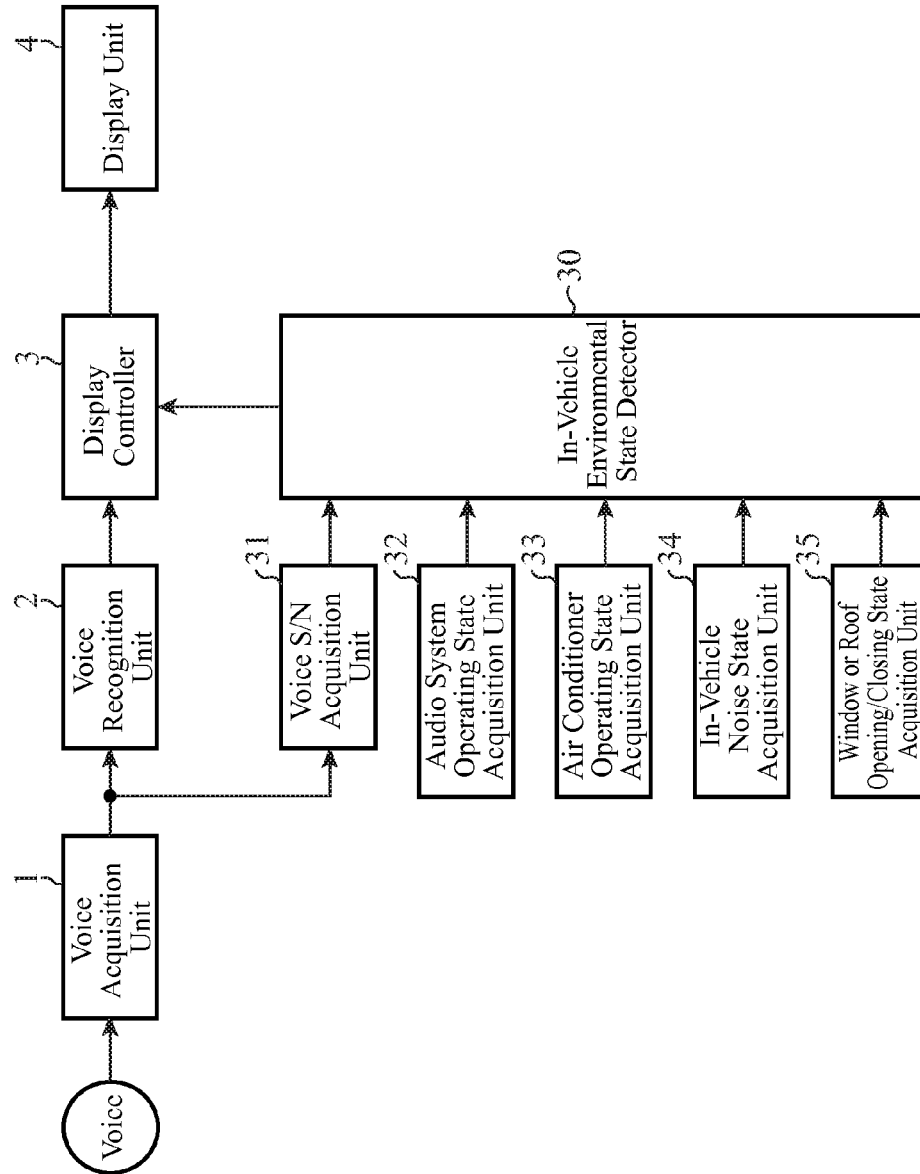 Voice
1
Voice
Acquisition
Unit
2
Voice
Recognition
Unit
3
Display
Controller
4
Display Unit
31
Voice S/N
Acquisition
Unit
32
Audio System
Operating State
Acquisition Unit
33
Air Conditioner
Operating State
Acquisition Unit
34
In-Vehicle
Noise State
Acquisition Unit
35
Window or Roof
Opening/Closing State
Acquisition Unit
30
In-Vehicle
Environmental
State Detector